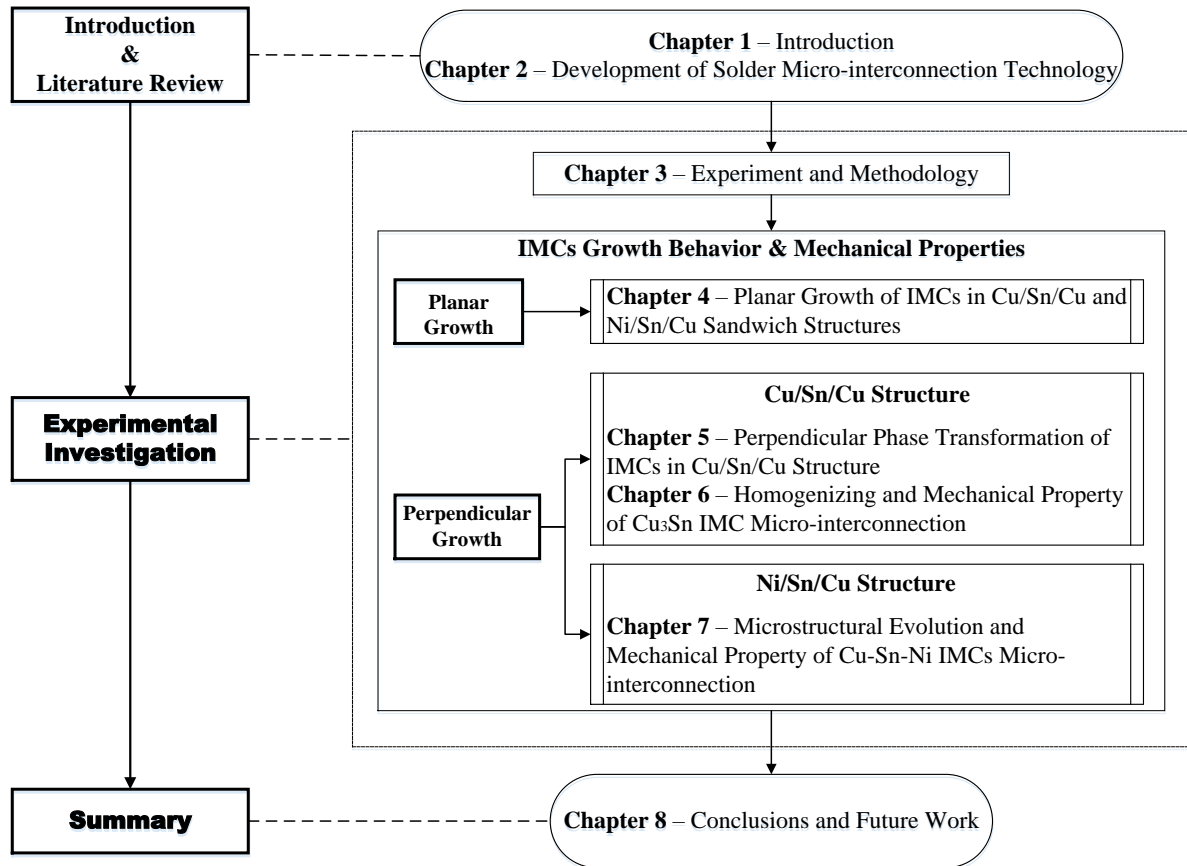 Introduction
&
Literature Review
Chapter 1 – Introduction
Chapter 2 – Development of Solder Micro-interconnection Technology
Chapter 3 – Experiment and Methodology
IMCs Growth Behavior & Mechanical Properties
Planar
Growth
Chapter 4 – Planar Growth of IMCs in Cu/Sn/Cu and
Ni/Sn/Cu Sandwich Structures
Experimental
Investigation
Perpendicular
Growth
Cu/Sn/Cu Structure
Chapter 5 – Perpendicular Phase Transformation of
IMCs in Cu/Sn/Cu Structure
Chapter 6 – Homogenizing and Mechanical Property
of Cu₃Sn IMC Micro-interconnection
Ni/Sn/Cu Structure
Chapter 7 – Microstructural Evolution and
Mechanical Property of Cu-Sn-Ni IMCs Micro-
interconnection
Summary
Chapter 8 – Conclusions and Future Work